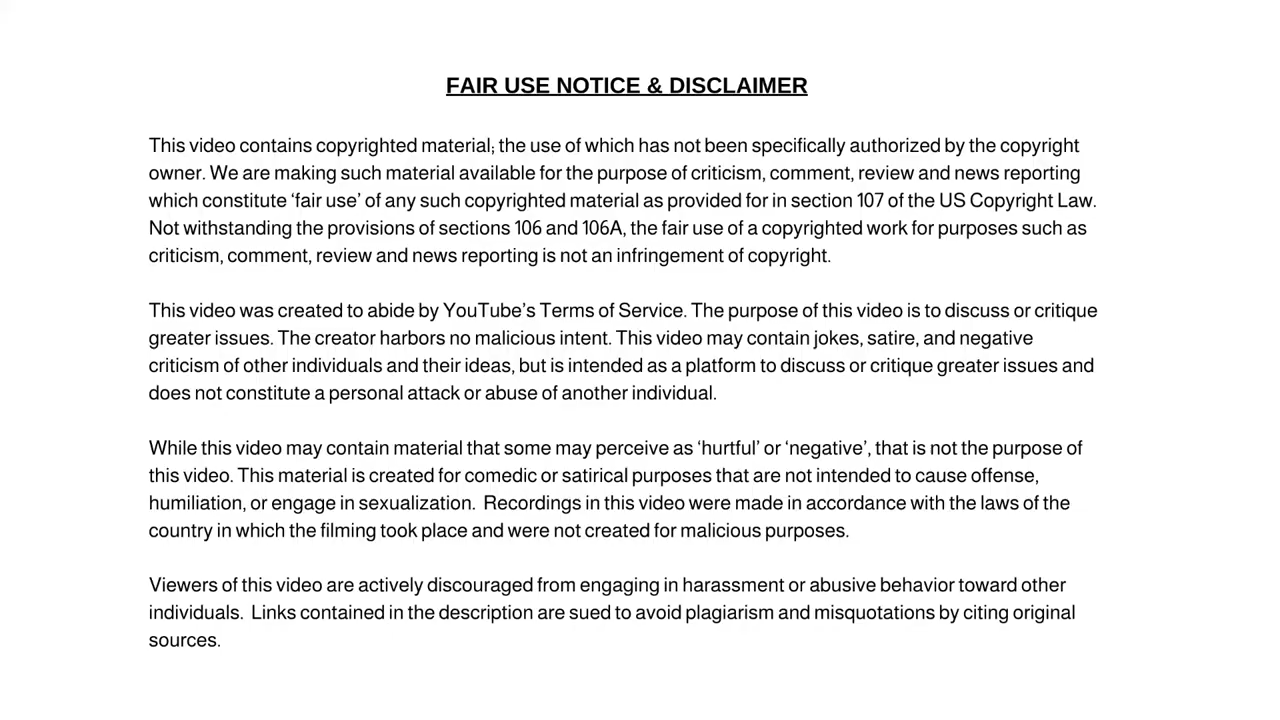 FAIR USE NOTICE & DISCLAIMER
This video contains copyrighted material; the use of which has not been specifically authorized by the copyright
owner. We are making such material available for the purpose of criticism, comment, review and news reporting
which constitute ‘fair use’ of any such copyrighted material as provided for in section 107 of the US Copyright Law.
Not withstanding the provisions of sections 106 and 106A, the fair use of a copyrighted work for purposes such as
criticism, comment, review and news reporting is not an infringement of copyright.
This video was created to abide by YouTube’s Terms of Service. The purpose of this video is to discuss or critique
greater issues. The creator harbors no malicious intent. This video may contain jokes, satire, and negative
criticism of other individuals and their ideas, but is intended as a platform to discuss or critique greater issues and
does not constitute a personal attack or abuse of another individual.
While this video may contain material that some may perceive as ‘hurtful’ or ‘negative’, that is not the purpose of
this video. This material is created for comedic or satirical purposes that are not intended to cause offense,
humiliation, or engage in sexualization.  Recordings in this video were made in accordance with the laws of the
country in which the filming took place and were not created for malicious purposes.
Viewers of this video are actively discouraged from engaging in harassment or abusive behavior toward other
individuals.  Links contained in the description are sued to avoid plagiarism and misquotations by citing original
sources.